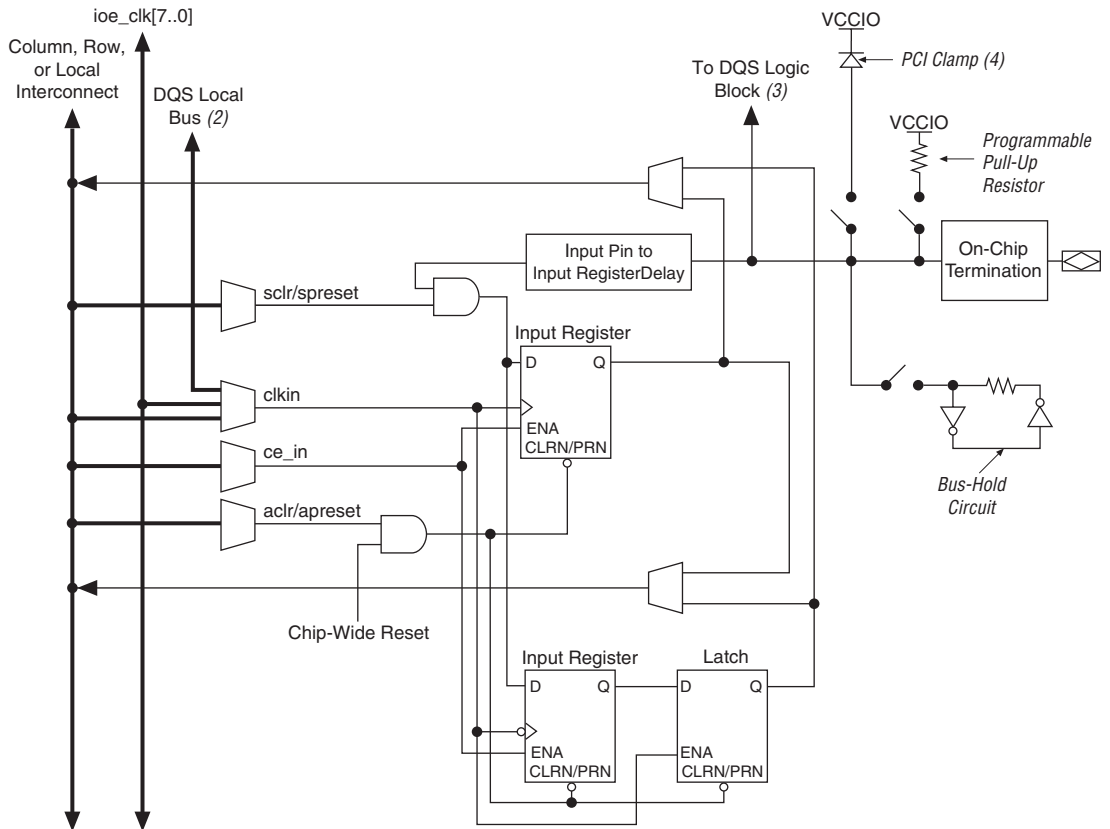 ioe_clk[7..0]
Column, Row,
or Local
Interconnect
DQS Local
Bus (2)
To DQS Logic
Block (3)
VCCIO
PCI Clamp (4)
VCCIO
Programmable
Pull-Up
Resistor
Input Pin to
Input RegisterDelay
On-Chip
Termination
sclr/spreset
Input Register
D
Q
clkin
ENA
CLRN/PRN
ce_in
aclr/apreset
Bus-Hold
Circuit
Chip-Wide Reset
Input Register
D
Q
ENA
CLRN/PRN
Latch
D
Q
ENA
CLRN/PRN